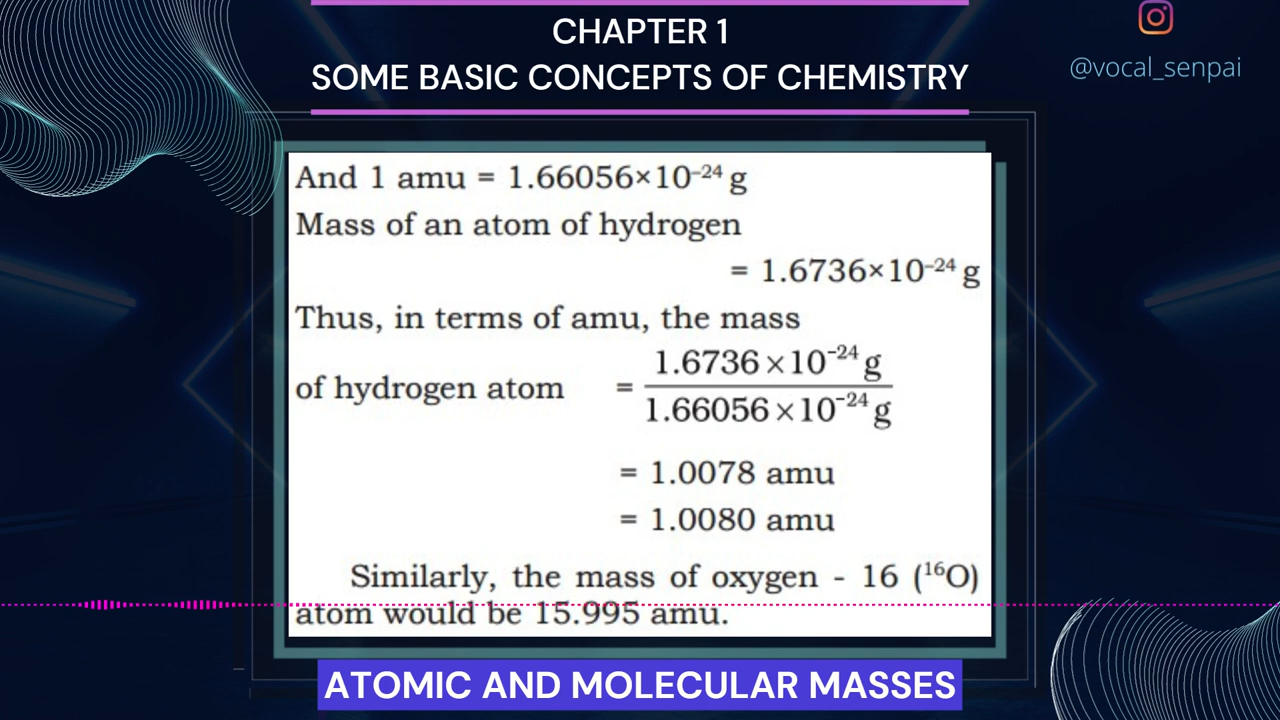 CHAPTER 1
SOME BASIC CONCEPTS OF CHEMISTRY
@vocal_senpai
And 1 amu = 1.66056×10⁻²⁴ g
Mass of an atom of hydrogen
= 1.6736×10⁻²⁴ g
Thus, in terms of amu, the mass
of hydrogen atom = 1.6736×10⁻²⁴ g
1.66056×10⁻²⁴ g
= 1.0078 amu
= 1.0080 amu
Similarly, the mass of oxygen - 16 (¹⁶O)
atom would be 15.995 amu.
ATOMIC AND MOLECULAR MASSES